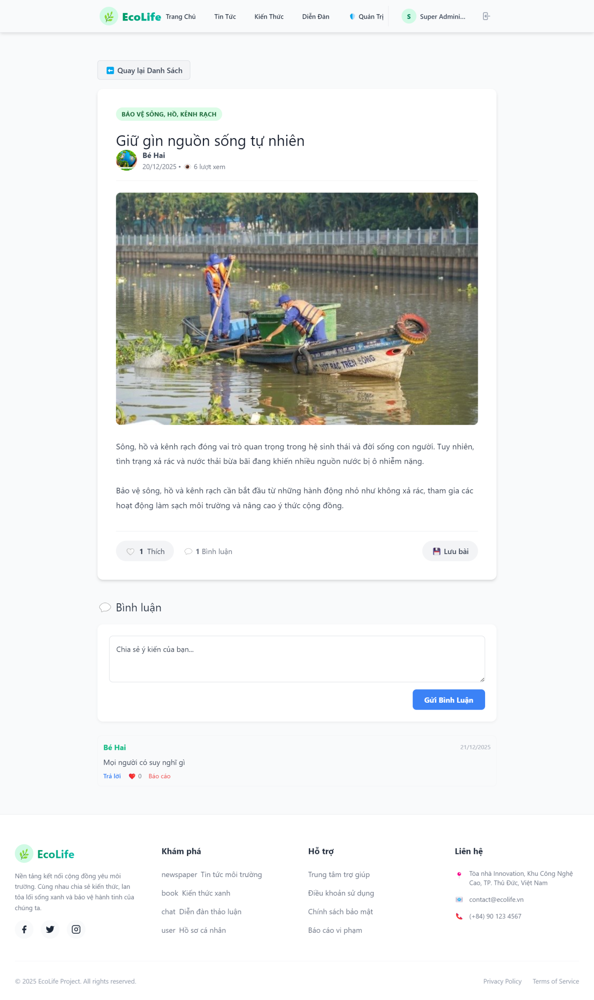 EcoLife
Trang Chủ
Tin Tức
Kiến Thức
Diễn Đàn
Quản Trị
S
Super Admini...
Quay lại Danh Sách
BẢO VỆ SÔNG, HỒ, KÊNH RẠCH
Giữ gìn nguồn sống tự nhiên
Bé Hai
20/12/2025 • 6 lượt xem
VỚT RÁC TRÊN SÔNG
Sông, hồ và kênh rạch đóng vai trò quan trọng trong hệ sinh thái và đời sống con người. Tuy nhiên,
tình trạng xả rác và nước thải bừa bãi đang khiến nhiều nguồn nước bị ô nhiễm nặng.
Bảo vệ sông, hồ và kênh rạch cần bắt đầu từ những hành động nhỏ như không xả rác, tham gia các
hoạt động làm sạch môi trường và nâng cao ý thức cộng đồng.
1 Thích
1 Bình luận
Lưu bài
Bình luận
Chia sẻ ý kiến của bạn...
Gửi Bình Luận
Bé Hai
21/12/2025
Mọi người có suy nghĩ gì
Trả lời
0
Báo cáo
EcoLife
Nền tảng kết nối cộng đồng yêu môi
trường. Cùng nhau chia sẻ kiến thức, lan
tỏa lối sống xanh và bảo vệ hành tinh của
chúng ta.
Khám phá
newspaper Tin tức môi trường
book Kiến thức xanh
chat Diễn đàn thảo luận
user Hồ sơ cá nhân
Hỗ trợ
Trung tâm trợ giúp
Điều khoản sử dụng
Chính sách bảo mật
Báo cáo vi phạm
Liên hệ
Tòa nhà Innovation, Khu Công Nghệ
Cao, TP. Thủ Đức, Việt Nam
contact@ecolife.vn
(+84) 90 123 4567
© 2025 EcoLife Project. All rights reserved.
Privacy Policy
Terms of Service